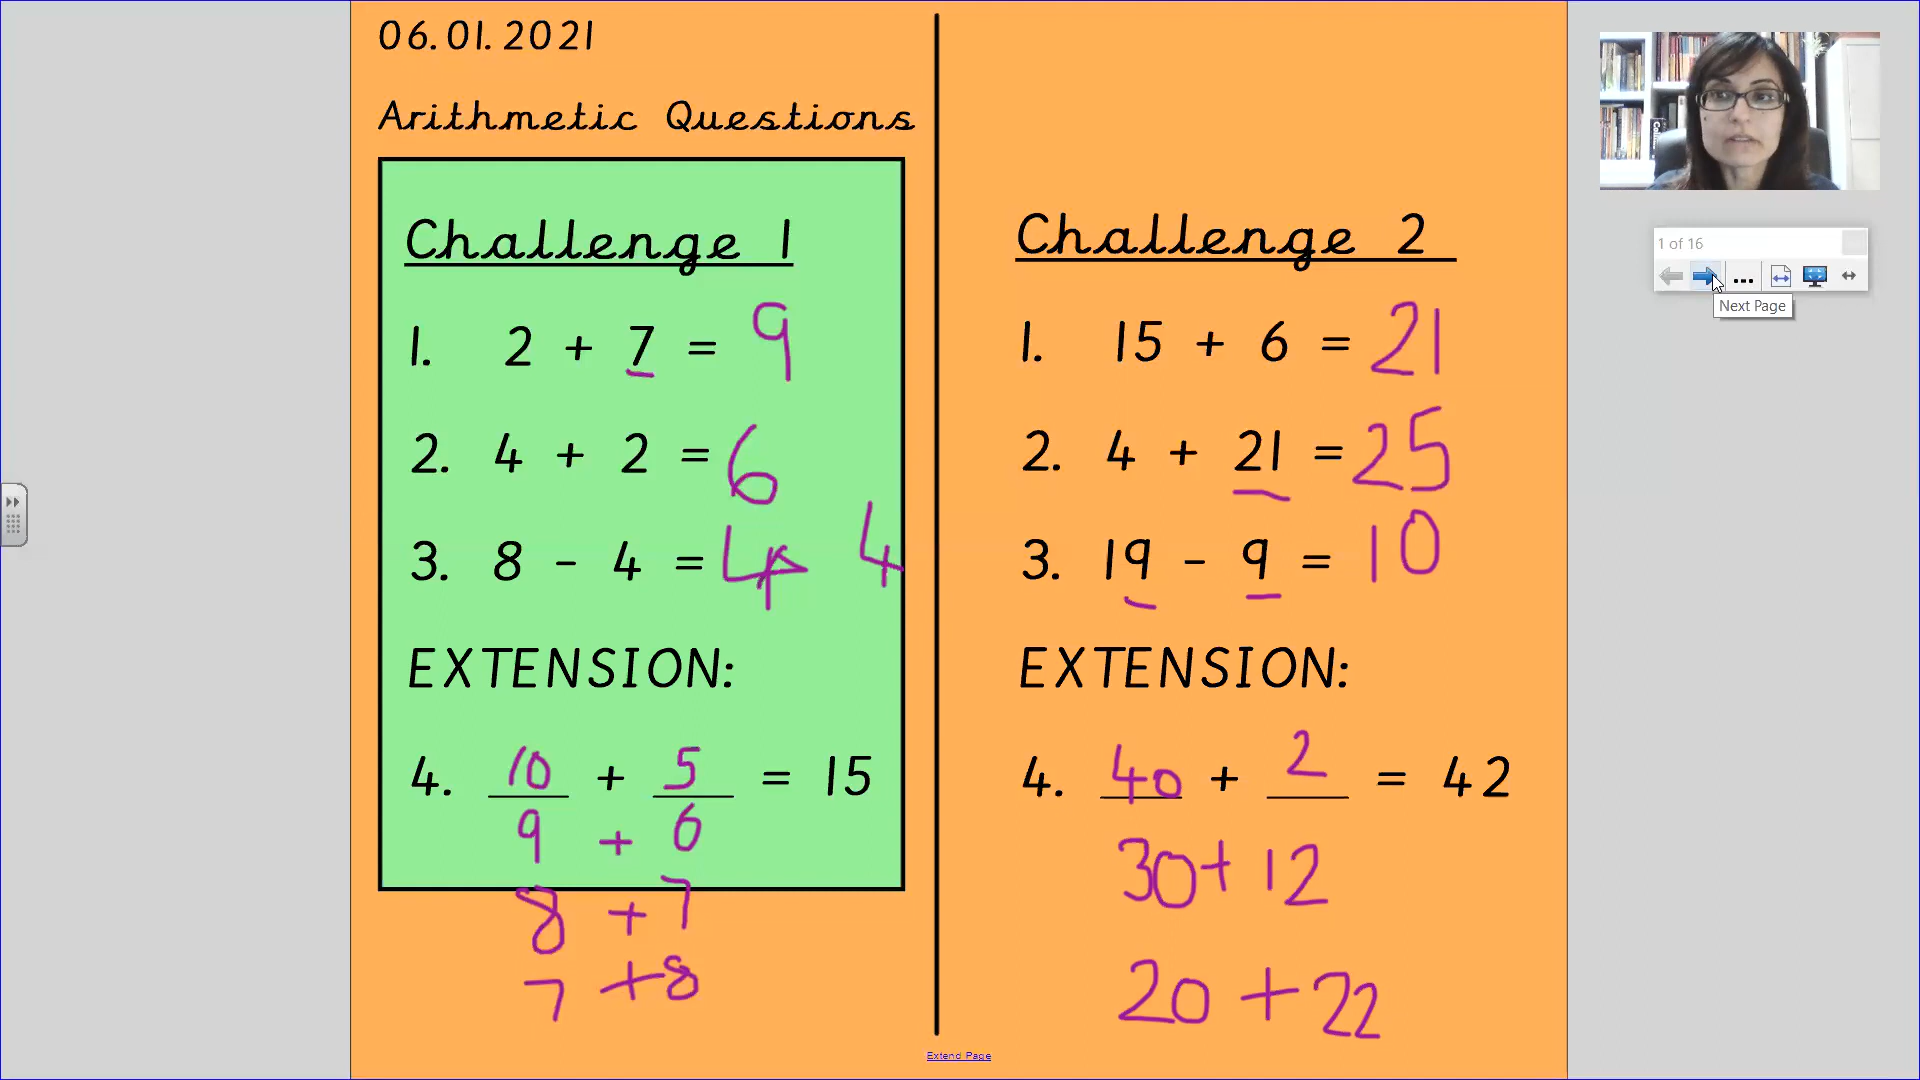 06.01.2021
Arithmetic Questions
Challenge 1
1. 2 + 7 = 9
2. 4 + 2 = 6
3. 8 - 4 = 4 4
EXTENSION:
4. 10 + 5 = 15
9 + 6
8 + 7
7 + 8
Challenge 2
1. 15 + 6 = 21
2. 4 + 21 = 25
3. 19 - 9 = 10
EXTENSION:
4. 40 + 2 = 42
30 + 12
20 + 22
Extend Page
1 of 16
...
Next Page